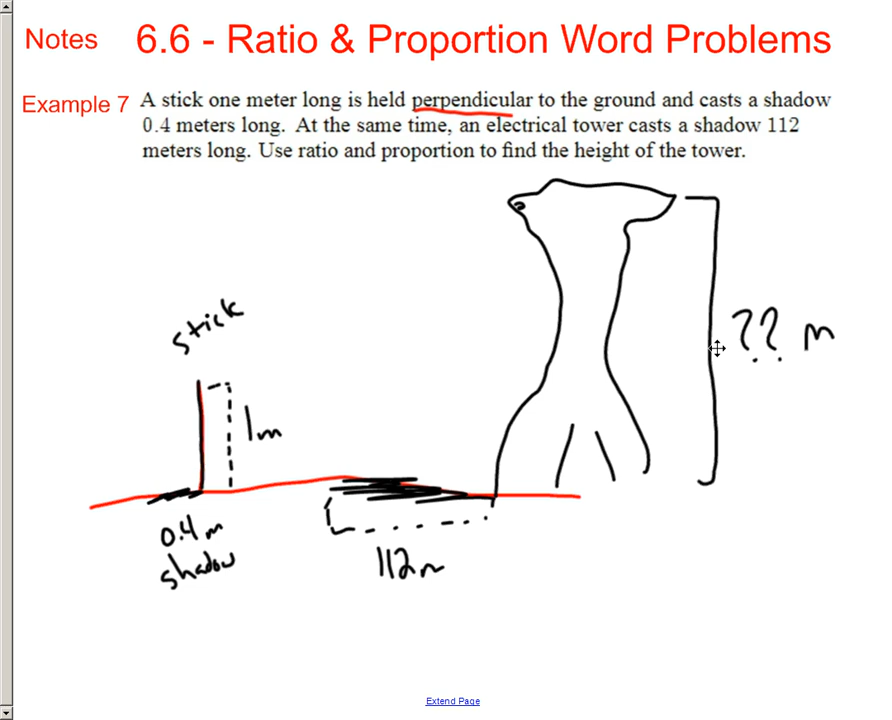 Notes 6.6 - Ratio & Proportion Word Problems
Example 7 A stick one meter long is held perpendicular to the ground and casts a shadow
0.4 meters long. At the same time, an electrical tower casts a shadow 112
meters long. Use ratio and proportion to find the height of the tower.
stick
?? m
1m
0.4 m
shadow
112m
Extend Page